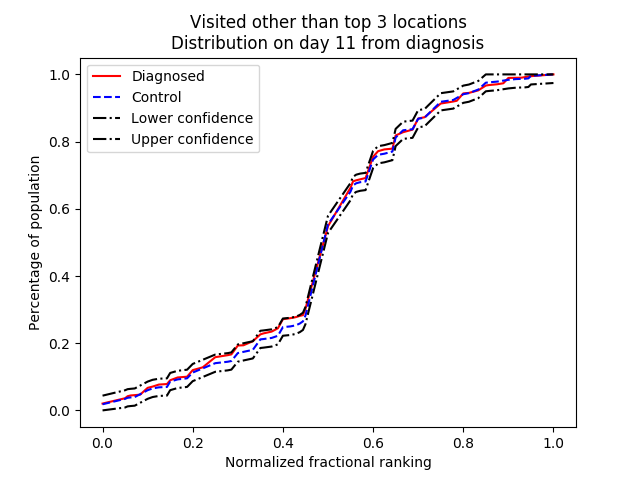 Visited other than top 3 locations
Distribution on day 11 from diagnosis
Diagnosed
Control
Lower confidence
Upper confidence
Percentage of population
1.0
0.8
0.6
0.4
0.2
0.0
0.0 0.2 0.4 0.6 0.8 1.0
Normalized fractional ranking